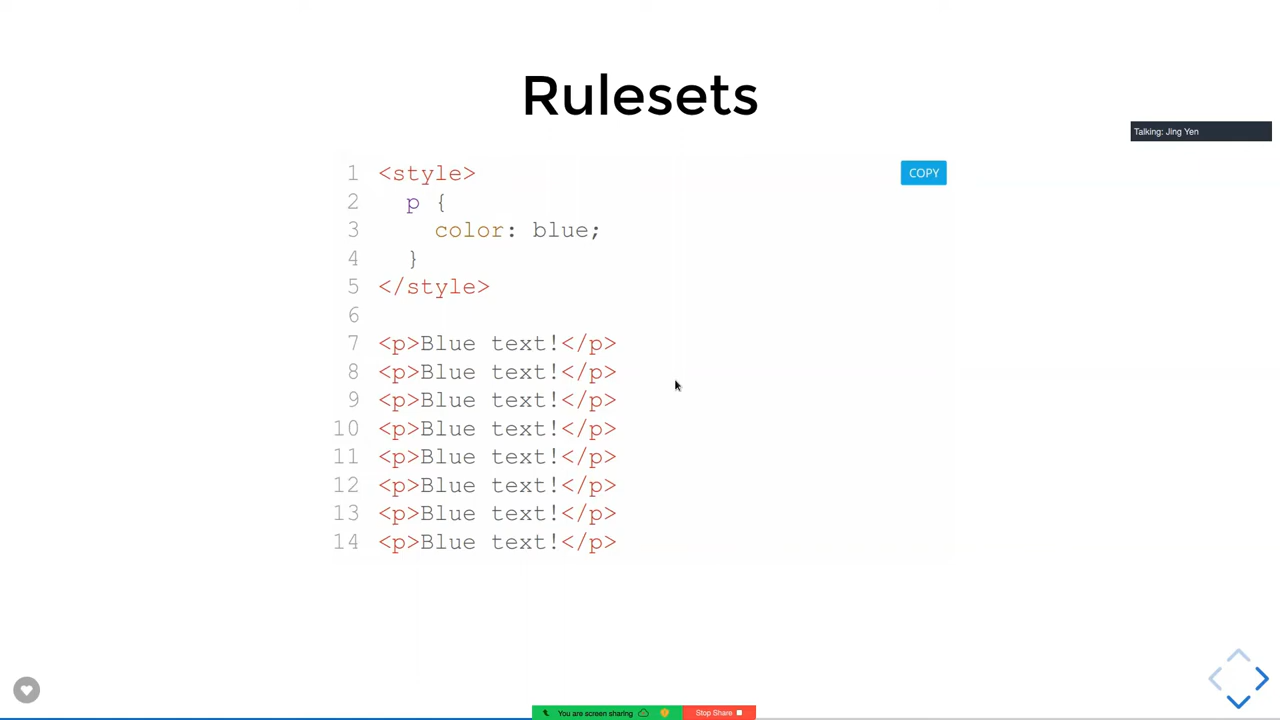 Rulesets
Talking: Jing Yen
COPY
1 <style>
2   p {
3     color: blue;
4   }
5 </style>
6
7 <p>Blue text!</p>
8 <p>Blue text!</p>
9 <p>Blue text!</p>
10 <p>Blue text!</p>
11 <p>Blue text!</p>
12 <p>Blue text!</p>
13 <p>Blue text!</p>
14 <p>Blue text!</p>
You are screen sharing
Stop Share